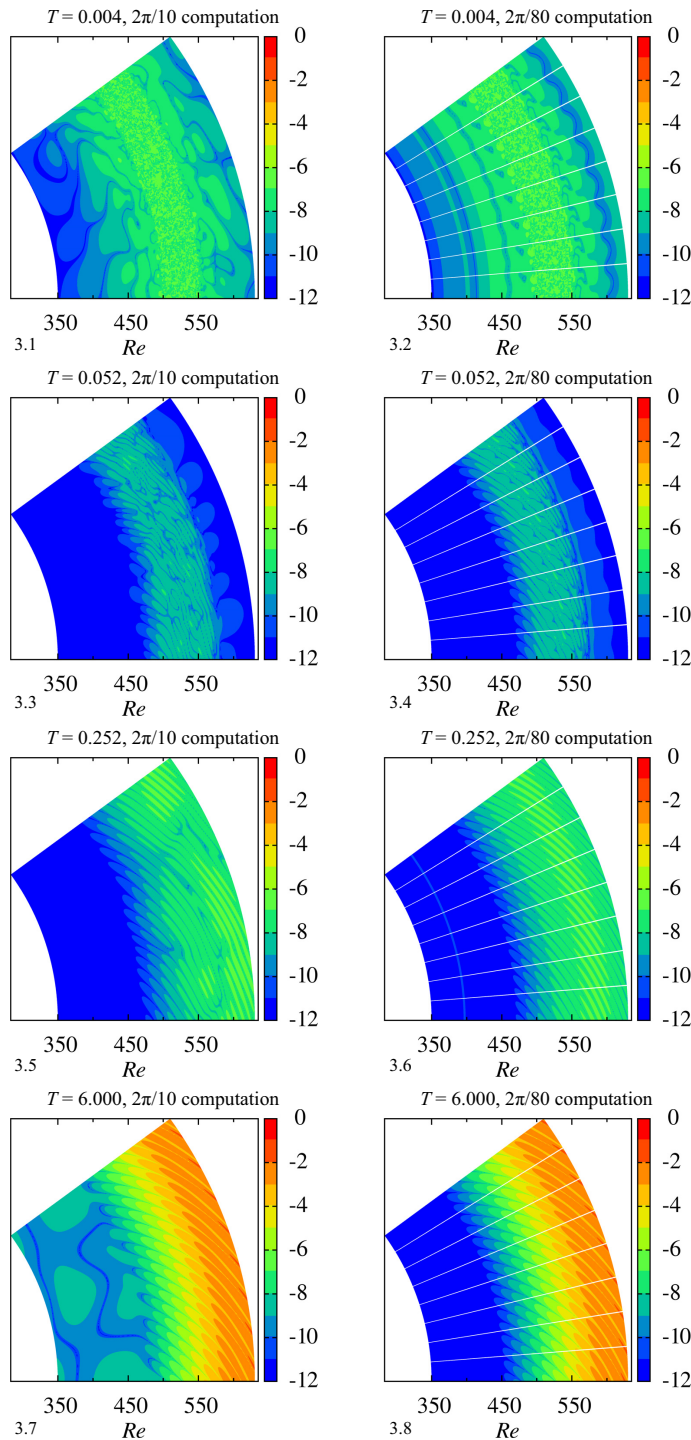 T = 0.004, 2π/10 computation
0
-2
-4
-6
-8
-10
-12
350 450 550
Re
3.1
T = 0.004, 2π/80 computation
0
-2
-4
-6
-8
-10
-12
350 450 550
Re
3.2
T = 0.052, 2π/10 computation
0
-2
-4
-6
-8
-10
-12
350 450 550
Re
3.3
T = 0.052, 2π/80 computation
0
-2
-4
-6
-8
-10
-12
350 450 550
Re
3.4
T = 0.252, 2π/10 computation
0
-2
-4
-6
-8
-10
-12
350 450 550
Re
3.5
T = 0.252, 2π/80 computation
0
-2
-4
-6
-8
-10
-12
350 450 550
Re
3.6
T = 6.000, 2π/10 computation
0
-2
-4
-6
-8
-10
-12
350 450 550
Re
3.7
T = 6.000, 2π/80 computation
0
-2
-4
-6
-8
-10
-12
350 450 550
Re
3.8